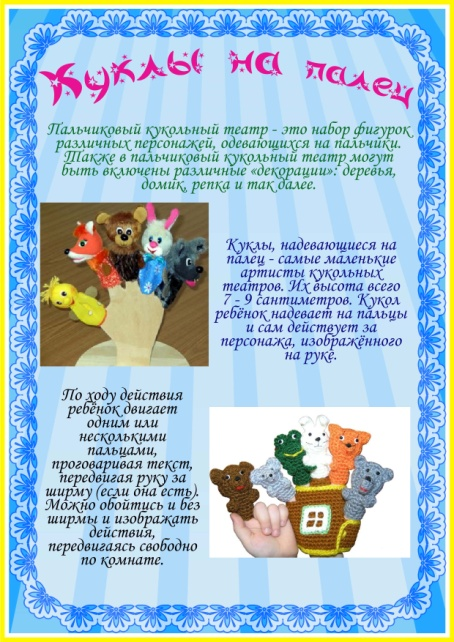 Куклы на палец
Пальчиковый кукольный театр - это набор фигурок
различных персонажей, одевающихся на пальчики.
Также в пальчиковый кукольный театр могут
быть включены различные «декорации»: деревья,
домик, репка и так далее.
Куклы, надевающиеся на
палец - самые маленькие
артисты кукольных
театров. Их высота всего
7 - 9 сантиметров. Кукол
ребёнок надевает на пальцы
и сам действует за
персонажа, изображённого
на руке.
По ходу действия
ребёнок двигает
одним или
несколькими
пальцами,
проговаривая текст,
передвигая руку за
ширму (если она есть).
Можно обойтись и без
ширмы и изображать
действия,
передвигаясь свободно
по комнате.